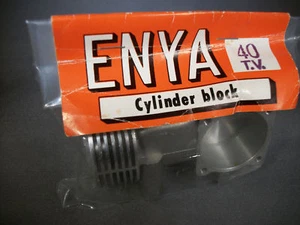 ENYA
40
T.V.
Cylinder block